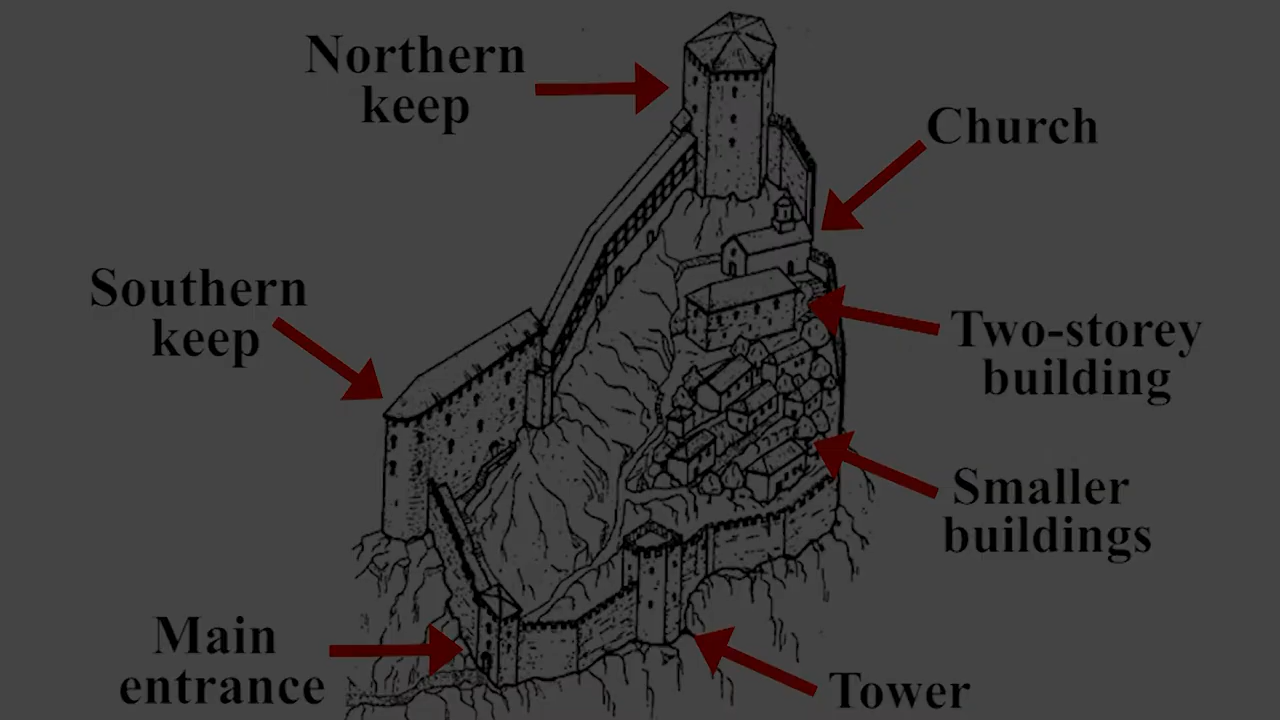 Northern
keep
Church
Southern
keep
Two-storey
building
Smaller
buildings
Main
entrance
Tower